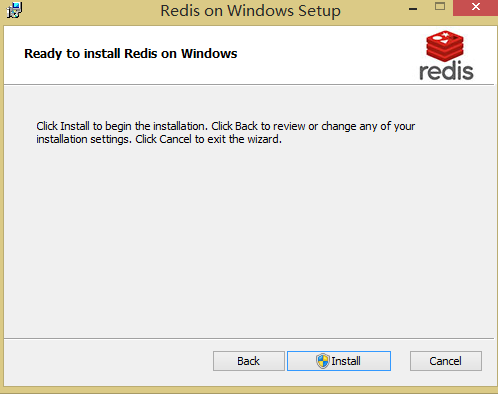 Redis on Windows Setup
Ready to install Redis on Windows
redis
Click Install to begin the installation. Click Back to review or change any of your
installation settings. Click Cancel to exit the wizard.
Back
Install
Cancel